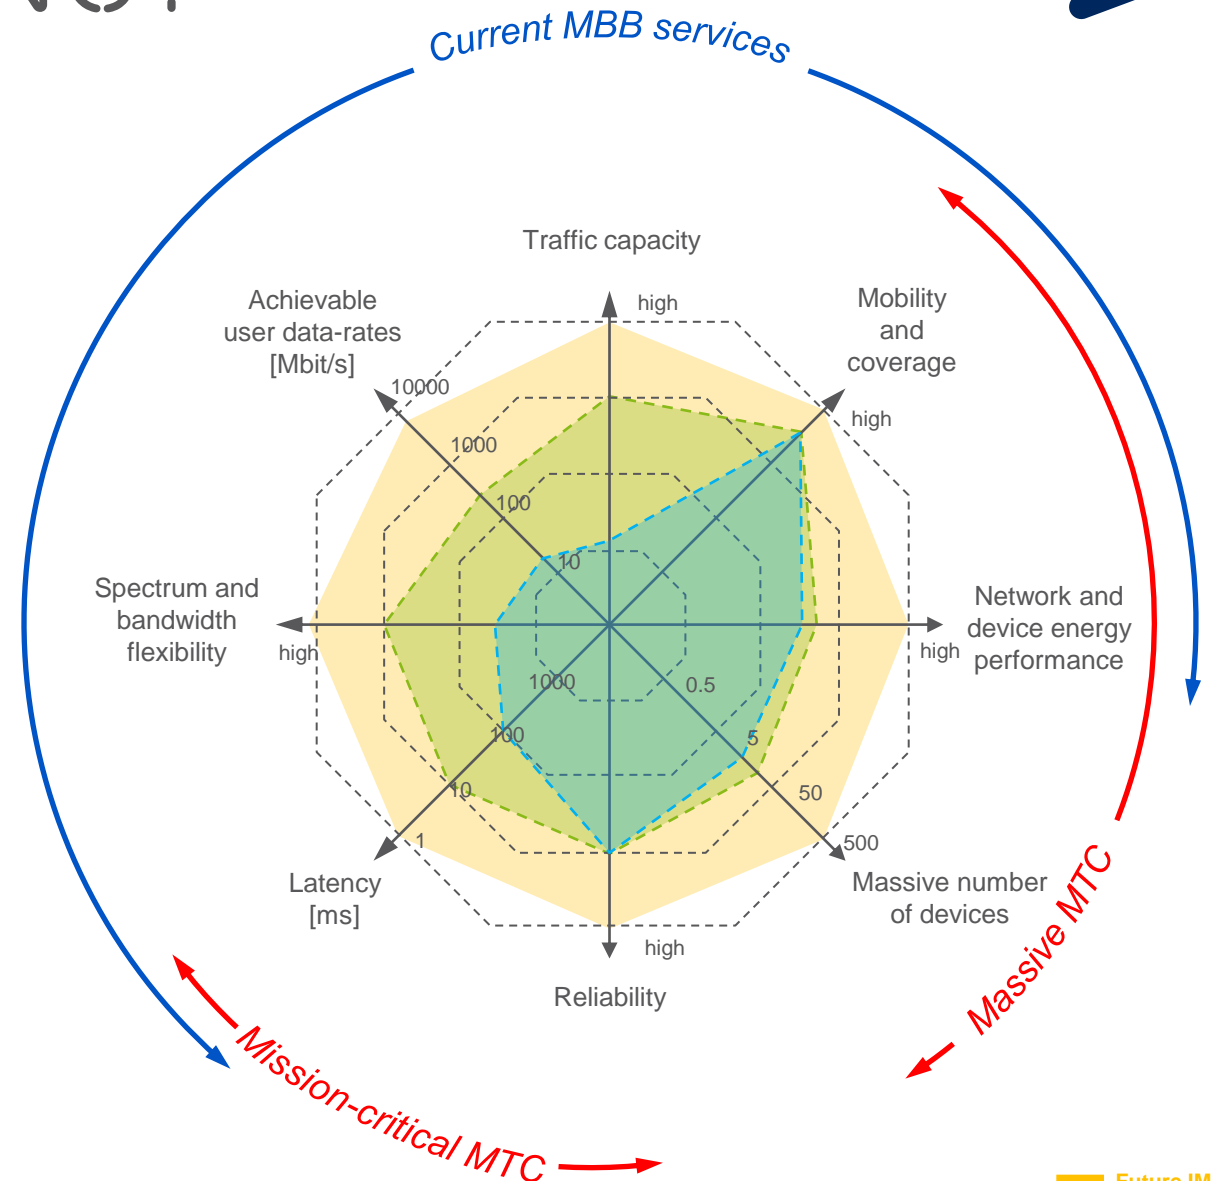 Current MBB services
Traffic capacity
high
Achievable
user data-rates
[Mbit/s]
Mobility
and
coverage
10000
high
1000
100
10
Spectrum and
bandwidth
flexibility
high
Network and
device energy
performance
high
1000
0.5
100
5
10
50
1
500
Latency
[ms]
Massive number
of devices
high
Reliability
Massive MTC
Mission-critical MTC
Future IM